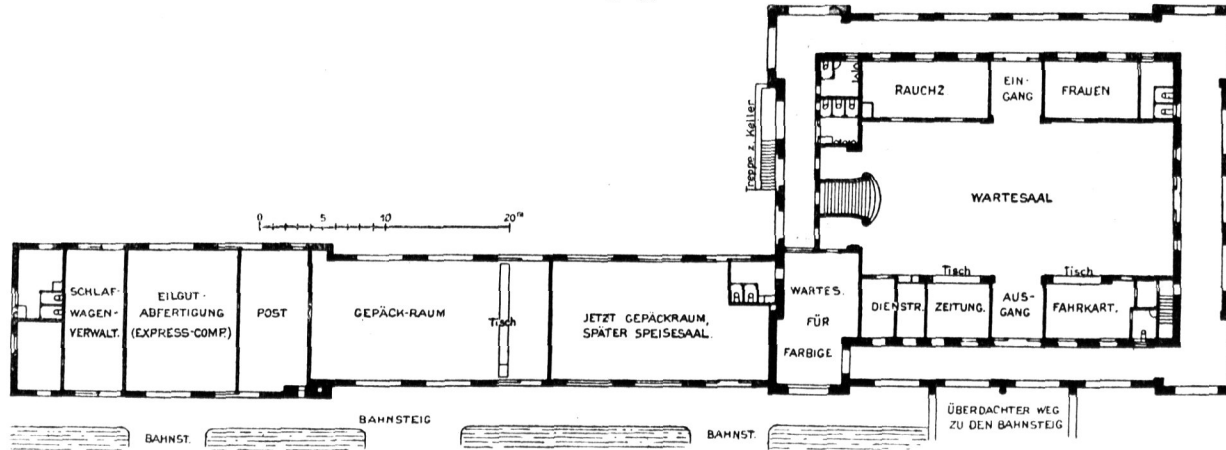 RAUCHZ
EIN-
GANG
FRAUEN
Treppe z. Keller
WARTESAAL
0 5 10 20 m
Tisch
Tisch
SCHLAF-
WAGEN-
VERWALT.
EILGUT-
ABFERTIGUNG
(EXPRESS-COMP.)
POST
GEPÄCK-RAUM
Tisch
JETZT GEPÄCKRAUM,
SPÄTER SPEISESAAL.
WARTES.
FÜR
FARBIGE
DIENSTR.
ZEITUNG.
AUS-
GANG
FAHRKART.
BAHNSTEIG
BAHNST.
BAHNST.
ÜBERDACHTER WEG
ZU DEN BAHNSTEIG